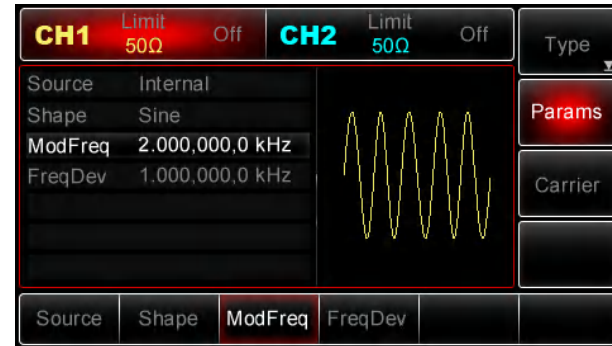 CH1 Limit 50Ω Off CH2 Limit 50Ω Off
Type
Source Internal
Shape Sine
Params
ModFreq 2.000,000,0 kHz
FreqDev 1.000,000,0 kHz
Carrier
Source Shape ModFreq FreqDev